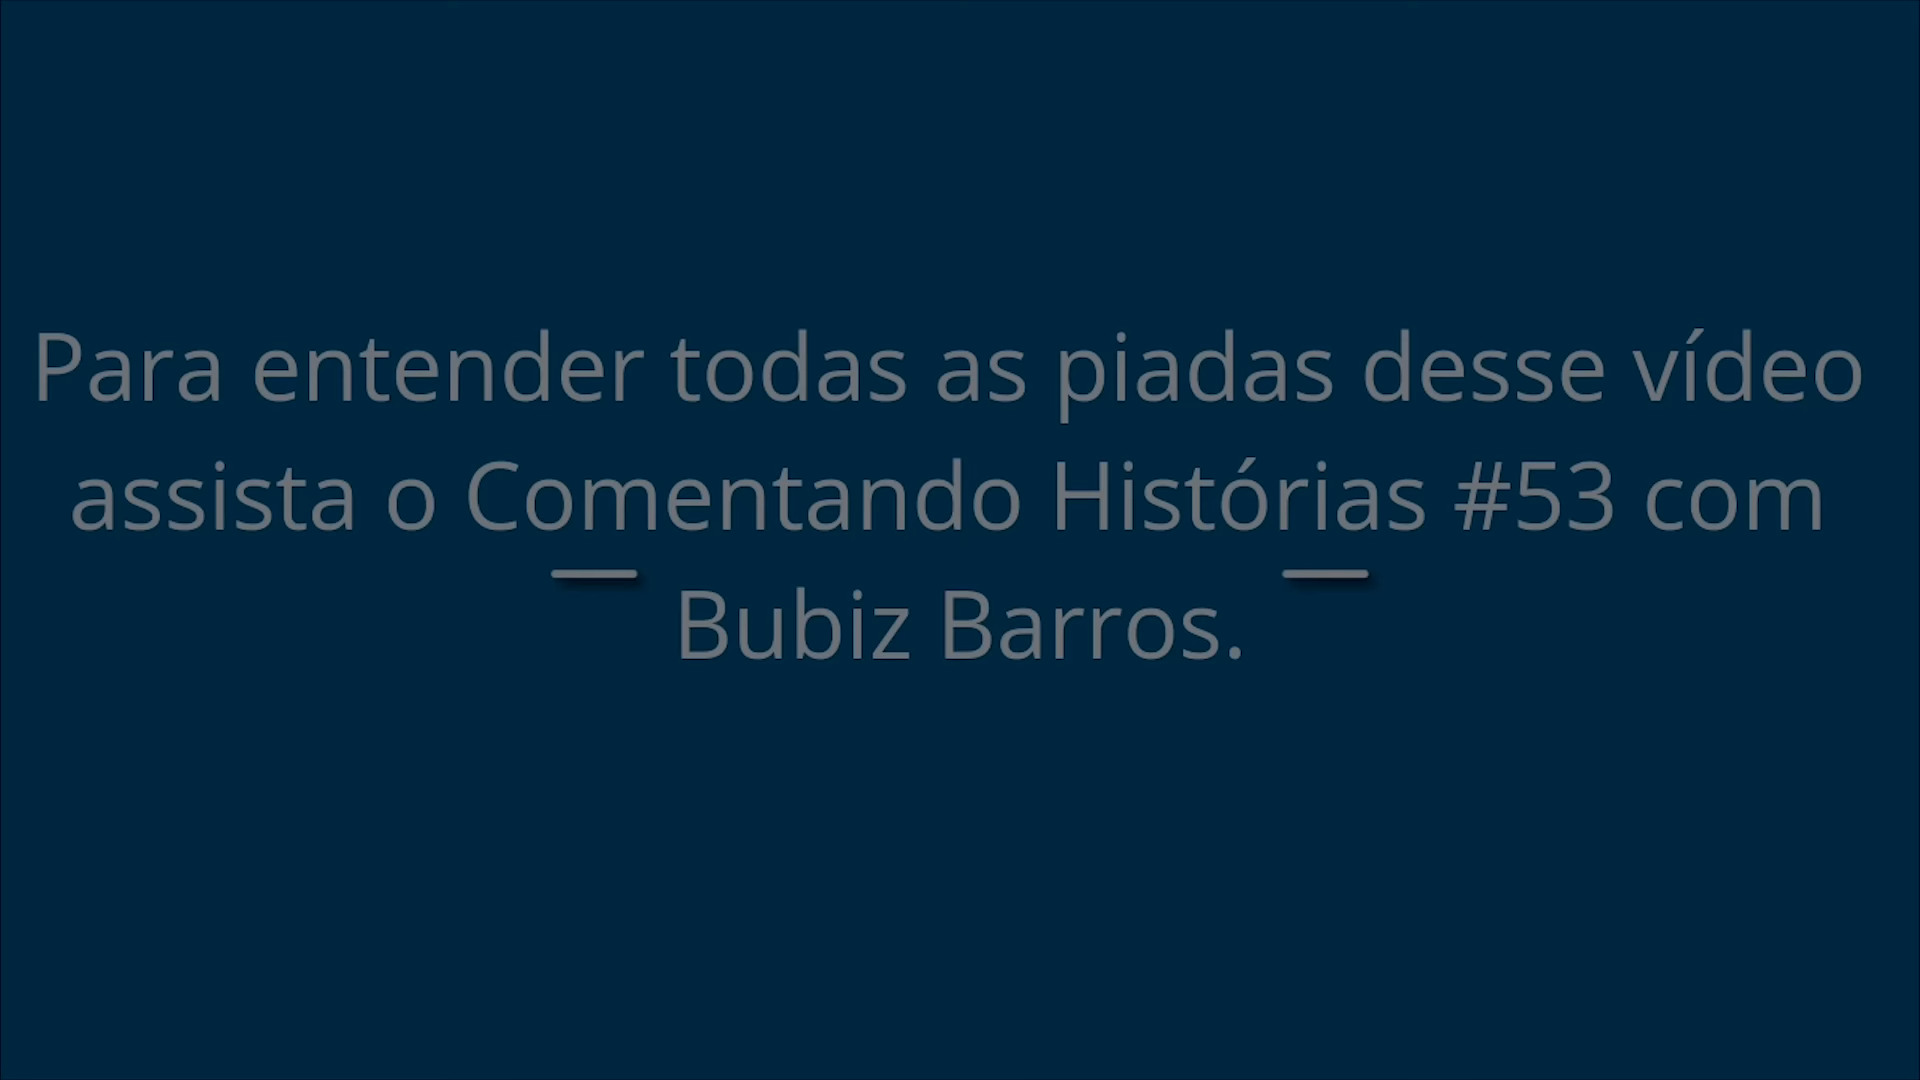 Para entender todas as piadas desse vídeo
assista o Comentando Histórias #53 com
Bubiz Barros.